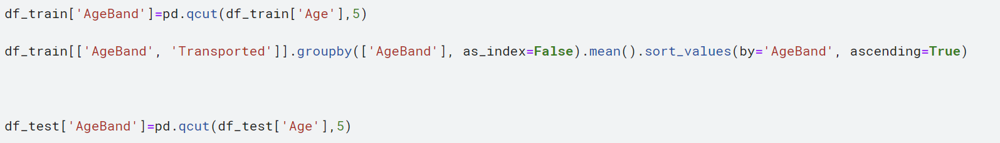 df_train['AgeBand']=pd.qcut(df_train['Age'],5)
df_train[['AgeBand', 'Transported']].groupby(['AgeBand'], as_index=False).mean().sort_values(by='AgeBand', ascending=True)
df_test['AgeBand']=pd.qcut(df_test['Age'],5)